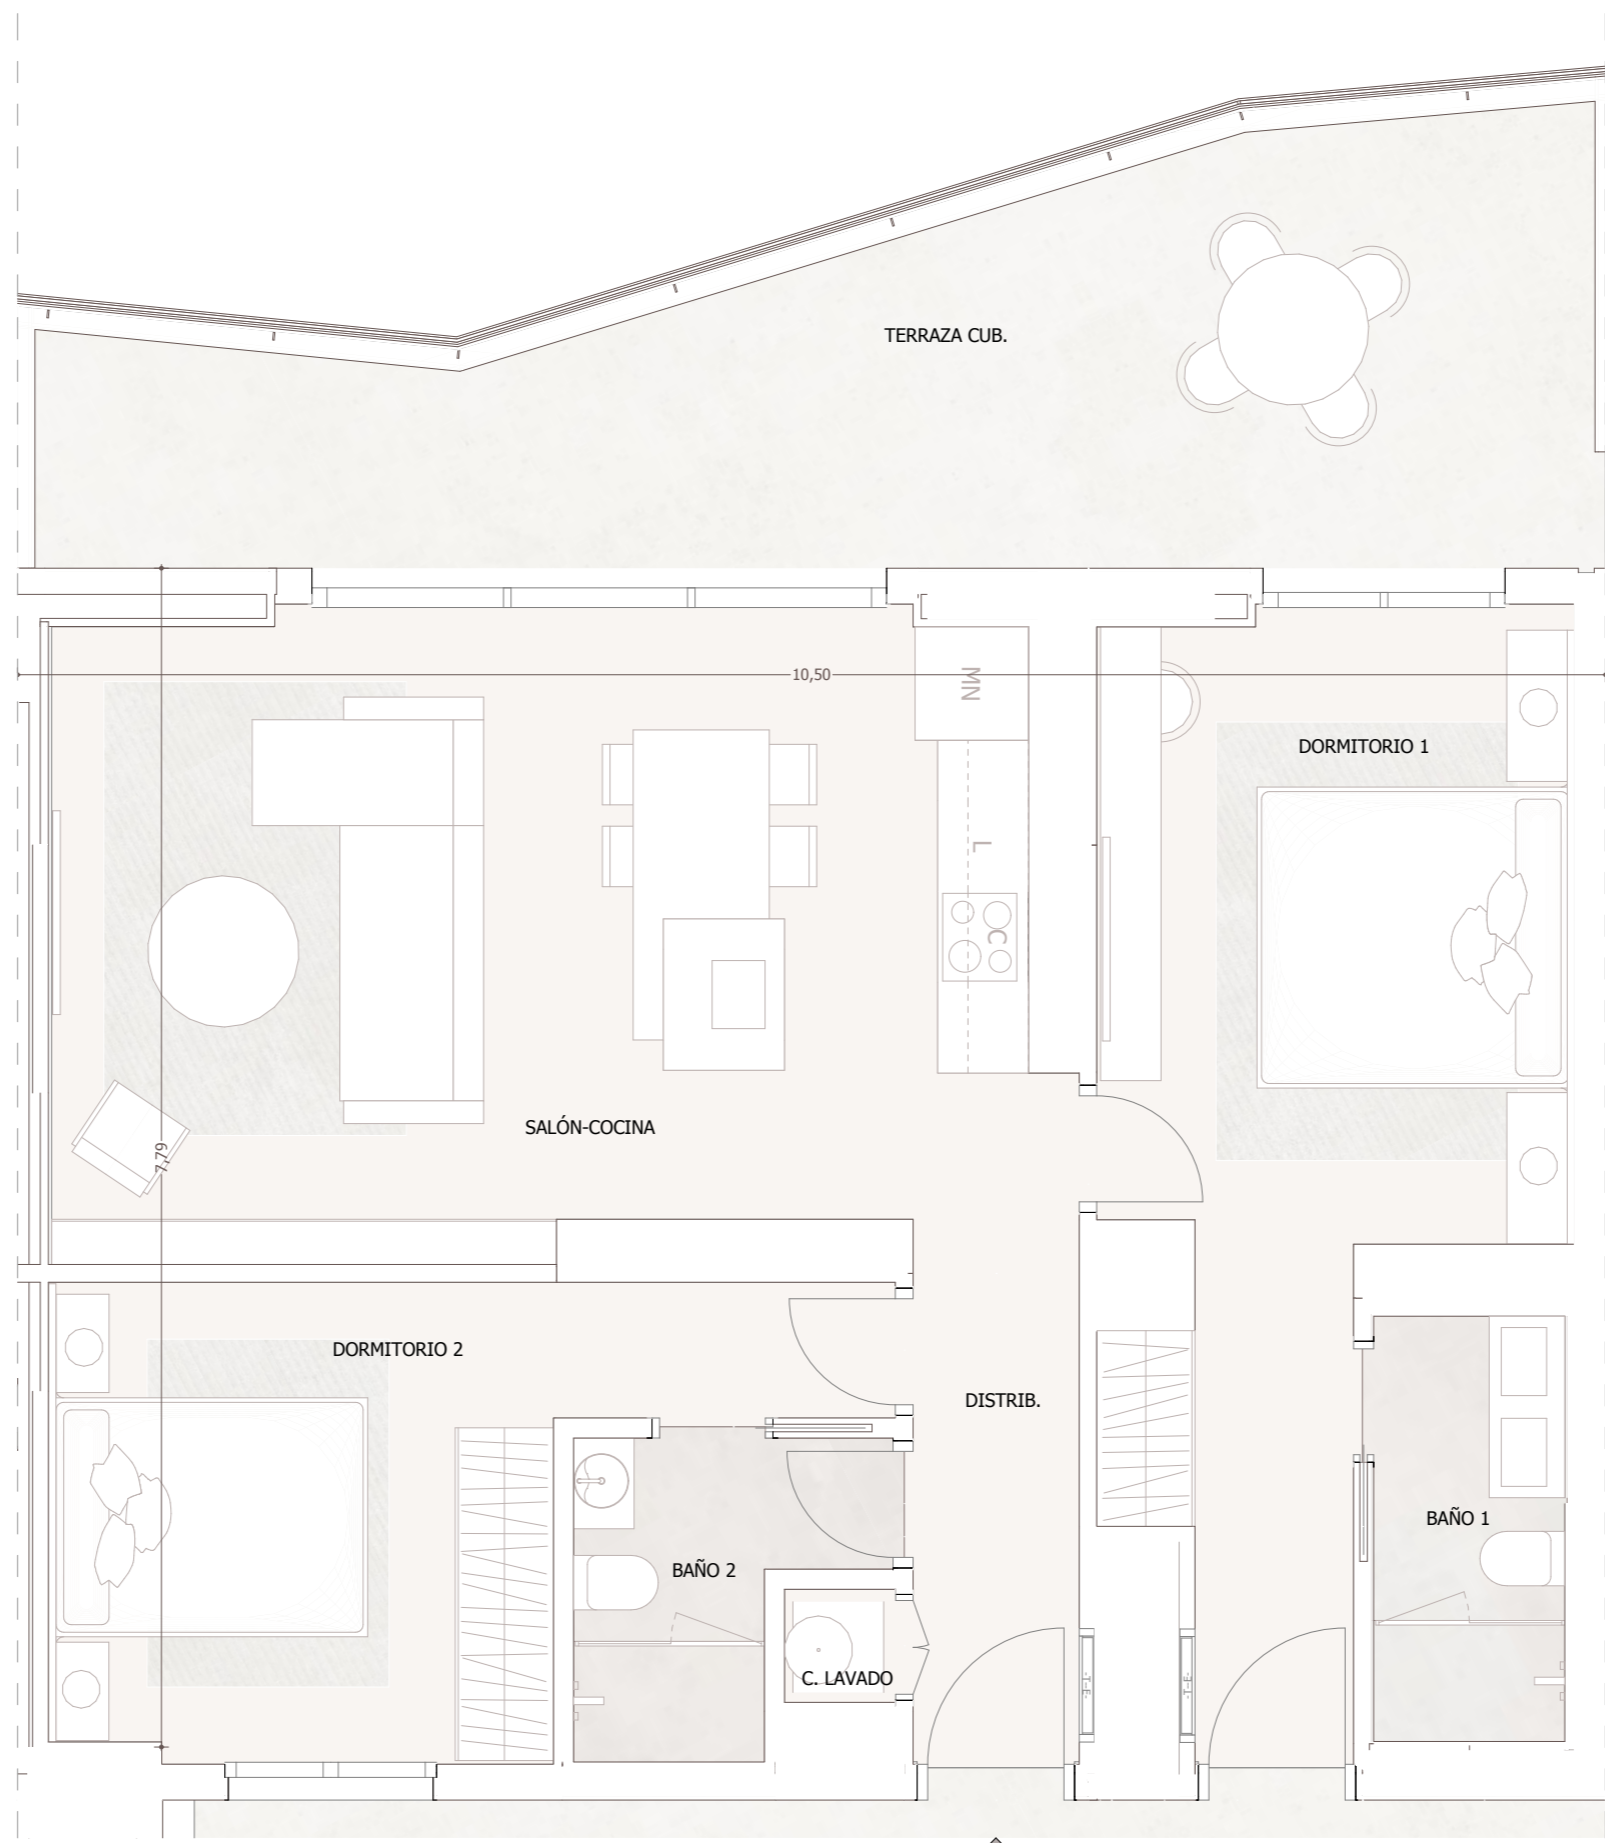 TERRAZA CUB.
10,50
MN
DORMITORIO 1
L
C
SALÓN-COCINA
7,79
DORMITORIO 2
DISTRIB.
BAÑO 1
BAÑO 2
C. LAVADO
-T-F-
-T-E-